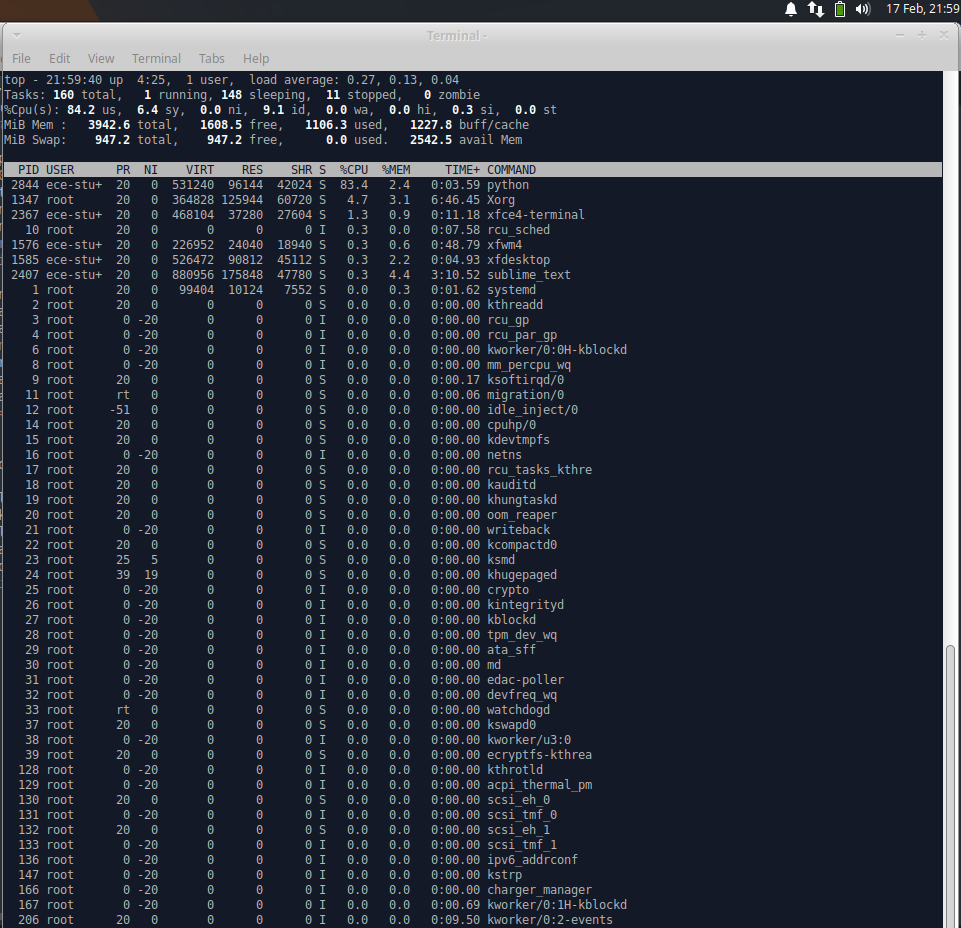 17 Feb, 21:59
Terminal -
File Edit View Terminal Tabs Help
top - 21:59:40 up  4:25,  1 user,  load average: 0.27, 0.13, 0.04
Tasks: 160 total,   1 running, 148 sleeping,  11 stopped,   0 zombie
%Cpu(s): 84.2 us,  6.4 sy,  0.0 ni,  9.1 id,  0.0 wa,  0.0 hi,  0.3 si,  0.0 st
MiB Mem :   3942.6 total,   1608.5 free,   1106.3 used,   1227.8 buff/cache
MiB Swap:    947.2 total,    947.2 free,      0.0 used.   2542.5 avail Mem
PID USER PR NI VIRT RES SHR S %CPU %MEM TIME+ COMMAND
2844 ece-stu+ 20 0 531240 96144 42024 S 83.4 2.4 0:03.59 python
1347 root 20 0 364828 125944 60720 S 4.7 3.1 6:46.45 Xorg
2367 ece-stu+ 20 0 468104 37280 27604 S 1.3 0.9 0:11.18 xfce4-terminal
10 root 20 0 0 0 0 I 0.3 0.0 0:07.58 rcu_sched
1576 ece-stu+ 20 0 226952 24040 18940 S 0.3 0.6 0:48.79 xfwm4
1585 ece-stu+ 20 0 526472 90812 45112 S 0.3 2.2 0:04.93 xfdesktop
2407 ece-stu+ 20 0 880956 175848 47780 S 0.3 4.4 3:10.52 sublime_text
1 root 20 0 99404 10124 7552 S 0.0 0.3 0:01.62 systemd
2 root 20 0 0 0 0 S 0.0 0.0 0:00.00 kthreadd
3 root 0 -20 0 0 0 I 0.0 0.0 0:00.00 rcu_gp
4 root 0 -20 0 0 0 I 0.0 0.0 0:00.00 rcu_par_gp
6 root 0 -20 0 0 0 I 0.0 0.0 0:00.00 kworker/0:0H-kblockd
8 root 0 -20 0 0 0 I 0.0 0.0 0:00.00 mm_percpu_wq
9 root 20 0 0 0 0 S 0.0 0.0 0:00.17 ksoftirqd/0
11 root rt 0 0 0 0 S 0.0 0.0 0:00.06 migration/0
12 root -51 0 0 0 0 S 0.0 0.0 0:00.00 idle_inject/0
14 root 20 0 0 0 0 S 0.0 0.0 0:00.00 cpuhp/0
15 root 20 0 0 0 0 S 0.0 0.0 0:00.00 kdevtmpfs
16 root 0 -20 0 0 0 I 0.0 0.0 0:00.00 netns
17 root 20 0 0 0 0 S 0.0 0.0 0:00.00 rcu_tasks_kthre
18 root 20 0 0 0 0 S 0.0 0.0 0:00.00 kauditd
19 root 20 0 0 0 0 S 0.0 0.0 0:00.00 khungtaskd
20 root 20 0 0 0 0 S 0.0 0.0 0:00.00 oom_reaper
21 root 0 -20 0 0 0 I 0.0 0.0 0:00.00 writeback
22 root 20 0 0 0 0 S 0.0 0.0 0:00.00 kcompactd0
23 root 25 5 0 0 0 S 0.0 0.0 0:00.00 ksmd
24 root 39 19 0 0 0 S 0.0 0.0 0:00.00 khugepaged
25 root 0 -20 0 0 0 I 0.0 0.0 0:00.00 crypto
26 root 0 -20 0 0 0 I 0.0 0.0 0:00.00 kintegrityd
27 root 0 -20 0 0 0 I 0.0 0.0 0:00.00 kblockd
28 root 0 -20 0 0 0 I 0.0 0.0 0:00.00 tpm_dev_wq
29 root 0 -20 0 0 0 I 0.0 0.0 0:00.00 ata_sff
30 root 0 -20 0 0 0 I 0.0 0.0 0:00.00 md
31 root 0 -20 0 0 0 I 0.0 0.0 0:00.00 edac-poller
32 root 0 -20 0 0 0 I 0.0 0.0 0:00.00 devfreq_wq
33 root rt 0 0 0 0 S 0.0 0.0 0:00.00 watchdogd
37 root 20 0 0 0 0 S 0.0 0.0 0:00.00 kswapd0
38 root 0 -20 0 0 0 I 0.0 0.0 0:00.00 kworker/u3:0
39 root 20 0 0 0 0 S 0.0 0.0 0:00.00 ecryptfs-kthrea
128 root 0 -20 0 0 0 I 0.0 0.0 0:00.00 kthrotld
129 root 0 -20 0 0 0 I 0.0 0.0 0:00.00 acpi_thermal_pm
130 root 20 0 0 0 0 S 0.0 0.0 0:00.00 scsi_eh_0
131 root 0 -20 0 0 0 I 0.0 0.0 0:00.00 scsi_tmf_0
132 root 20 0 0 0 0 S 0.0 0.0 0:00.00 scsi_eh_1
133 root 0 -20 0 0 0 I 0.0 0.0 0:00.00 scsi_tmf_1
136 root 0 -20 0 0 0 I 0.0 0.0 0:00.00 ipv6_addrconf
147 root 0 -20 0 0 0 I 0.0 0.0 0:00.00 kstrp
166 root 0 -20 0 0 0 I 0.0 0.0 0:00.00 charger_manager
167 root 0 -20 0 0 0 I 0.0 0.0 0:00.69 kworker/0:1H-kblockd
206 root 20 0 0 0 0 I 0.0 0.0 0:09.50 kworker/0:2-events